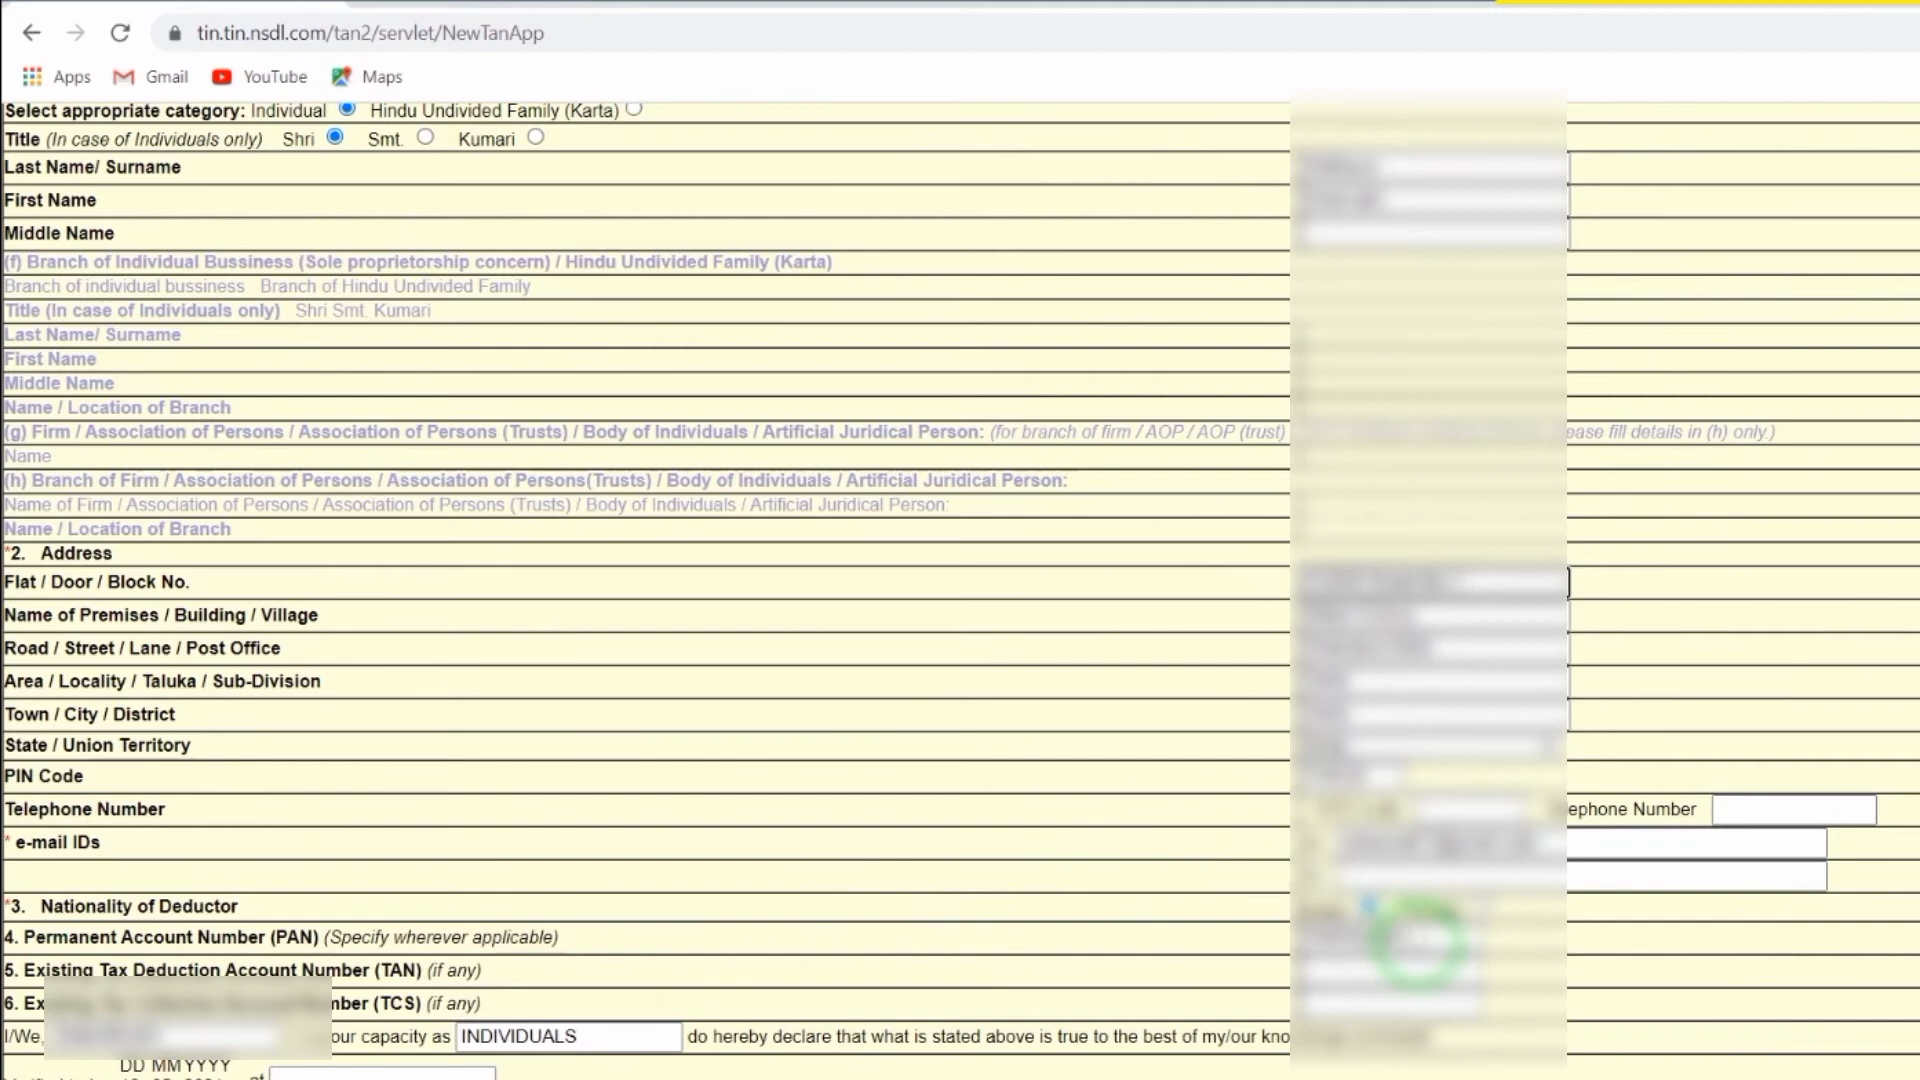 tin.tin.nsdl.com/tan2/servlet/NewTanApp
Apps Gmail YouTube Maps
Select appropriate category: Individual Hindu Undivided Family (Karta)
Title (In case of Individuals only) Shri Smt. Kumari
Last Name/ Surname
First Name
Middle Name
(f) Branch of Individual Bussiness (Sole proprietorship concern) / Hindu Undivided Family (Karta)
Branch of individual bussiness Branch of Hindu Undivided Family
Title (In case of Individuals only) Shri Smt. Kumari
Last Name/ Surname
First Name
Middle Name
Name / Location of Branch
(g) Firm / Association of Persons / Association of Persons (Trusts) / Body of Individuals / Artificial Juridical Person: (for branch of firm / AOP / AOP (trust) ease fill details in (h) only.)
Name
(h) Branch of Firm / Association of Persons / Association of Persons(Trusts) / Body of Individuals / Artificial Juridical Person:
Name of Firm / Association of Persons / Association of Persons (Trusts) / Body of Individuals / Artificial Juridical Person:
Name / Location of Branch
*2. Address
Flat / Door / Block No.
Name of Premises / Building / Village
Road / Street / Lane / Post Office
Area / Locality / Taluka / Sub-Division
Town / City / District
State / Union Territory
PIN Code
Telephone Number ephone Number
* e-mail IDs
*3. Nationality of Deductor
4. Permanent Account Number (PAN) (Specify wherever applicable)
5. Existing Tax Deduction Account Number (TAN) (if any)
6. Ex mber (TCS) (if any)
I/We, our capacity as INDIVIDUALS do hereby declare that what is stated above is true to the best of my/our kno
DD MMYYYY